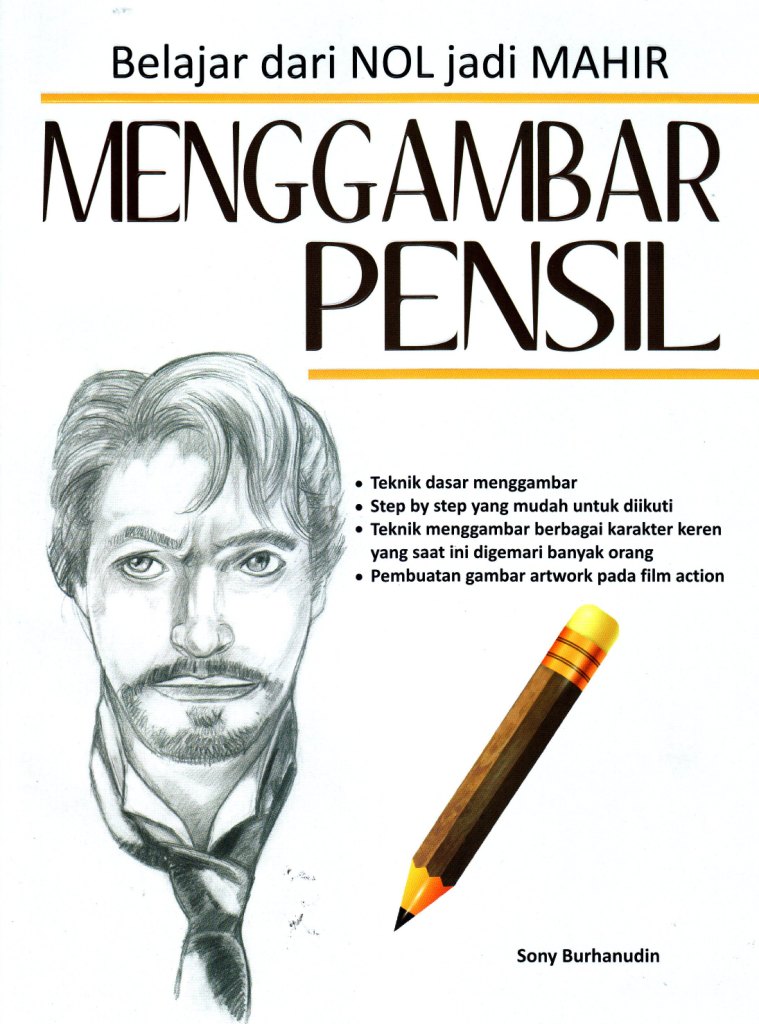 Belajar dari NOL jadi MAHIR
MENGGAMBAR
PENSIL
• Teknik dasar menggambar
• Step by step yang mudah untuk diikuti
• Teknik menggambar berbagai karakter keren
yang saat ini digemari banyak orang
• Pembuatan gambar artwork pada film action
Sony Burhanudin